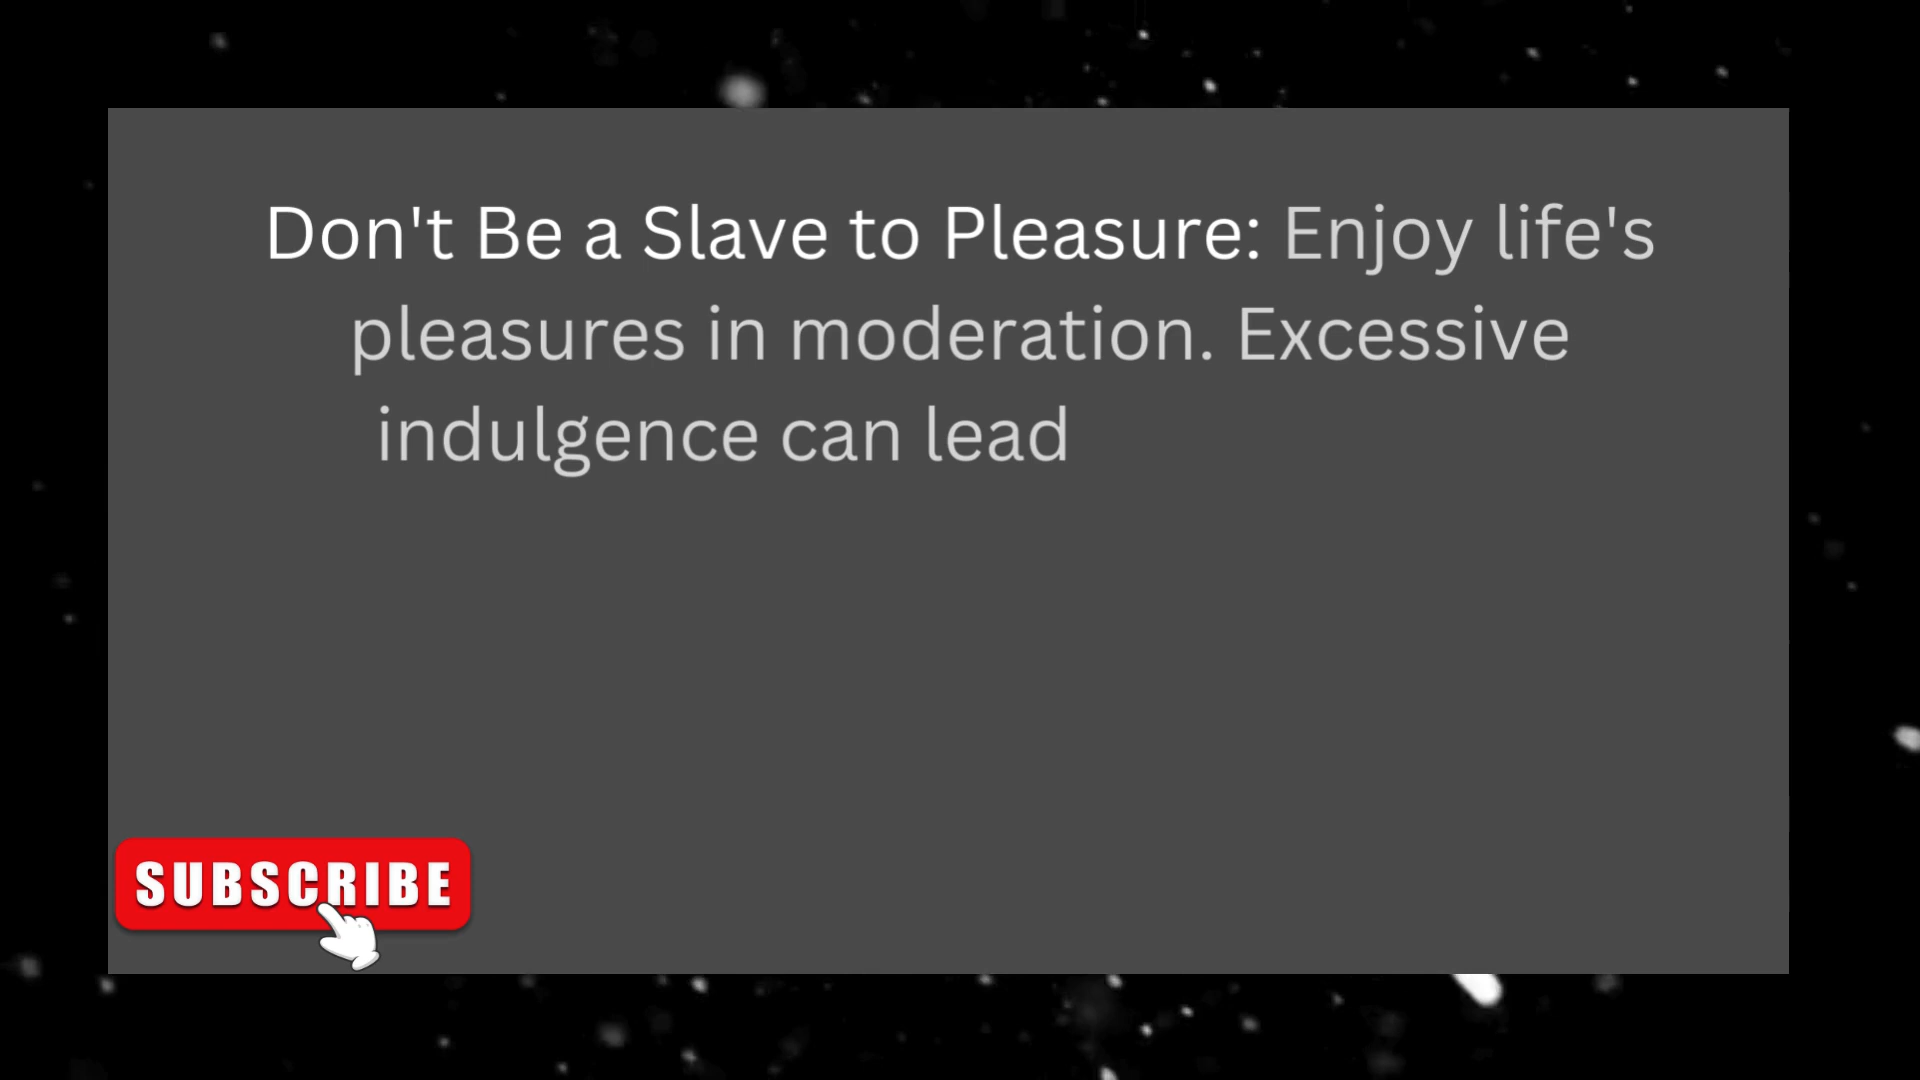 Don't Be a Slave to Pleasure: Enjoy life's
pleasures in moderation. Excessive
indulgence can lead
SUBSCRIBE